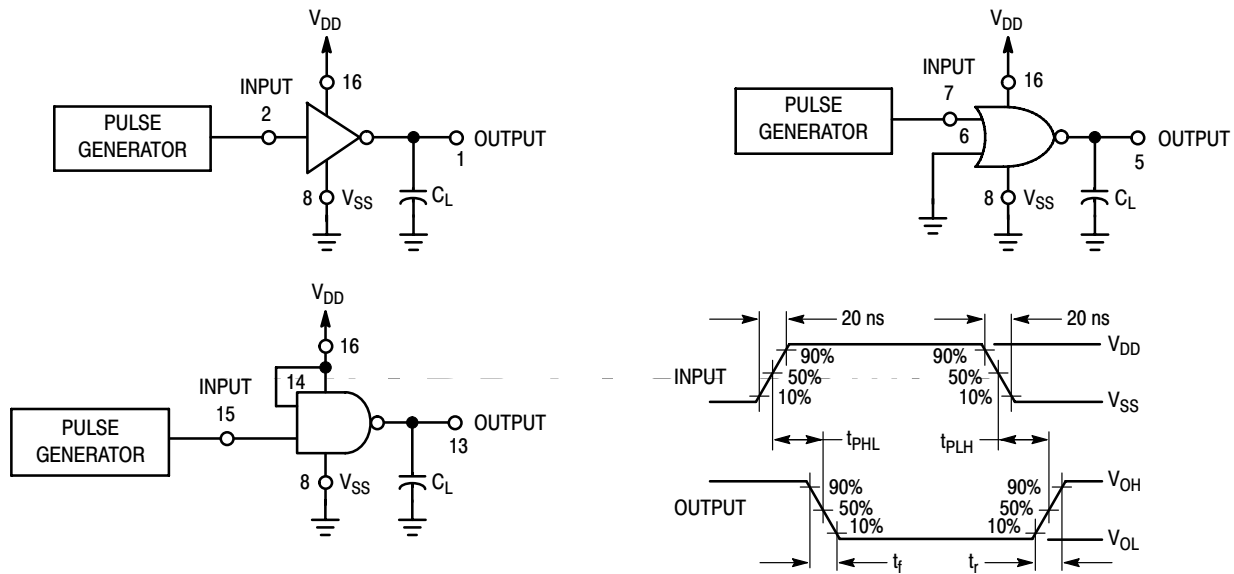 VDD
16
INPUT
2
PULSE
GENERATOR
OUTPUT
1
8
VSS
CL
VDD
16
INPUT
7
PULSE
GENERATOR
6
OUTPUT
5
8
VSS
CL
VDD
16
14
INPUT
15
PULSE
GENERATOR
OUTPUT
13
8
VSS
CL
20 ns
20 ns
INPUT
90%
50%
10%
90%
50%
10%
VDD
VSS
tPHL
tPLH
OUTPUT
90%
50%
10%
90%
50%
10%
VOH
VOL
tf
tr